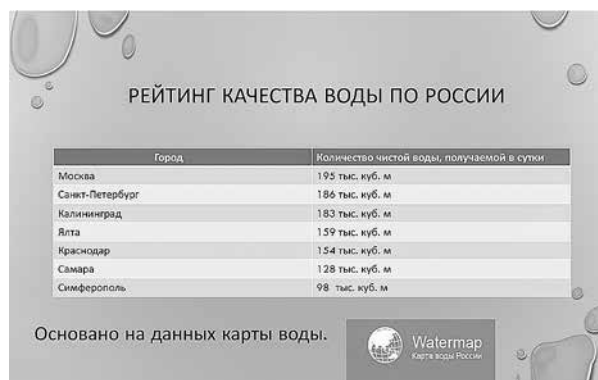 РЕЙТИНГ КАЧЕСТВА ВОДЫ ПО РОССИИ
Город Количество чистой воды, получаемой в сутки
Москва 195 тыс. куб. м
Санкт-Петербург 186 тыс. куб. м
Калининград 183 тыс. куб. м
Ялта 159 тыс. куб. м
Краснодар 154 тыс. куб. м
Самара 128 тыс. куб. м
Симферополь 98 тыс. куб. м
Основано на данных карты воды.
Watermap
Карта воды России